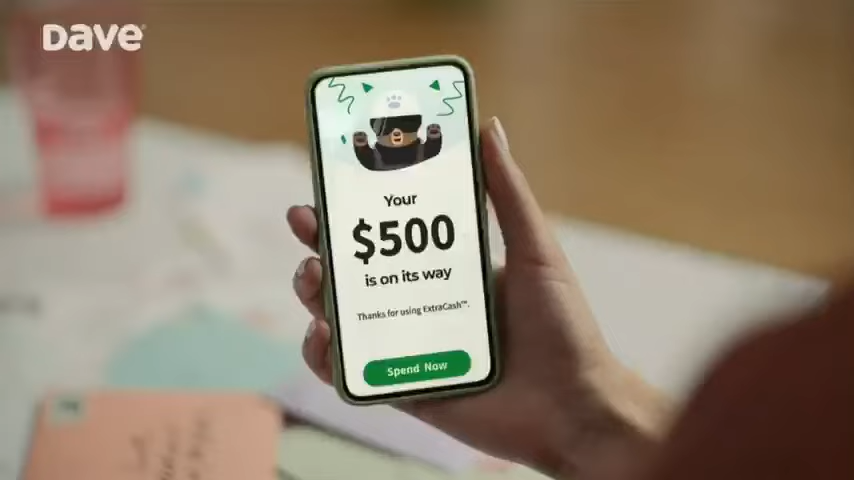 Dave
Your
$500
is on its way
Thanks for using ExtraCash™.
Spend Now